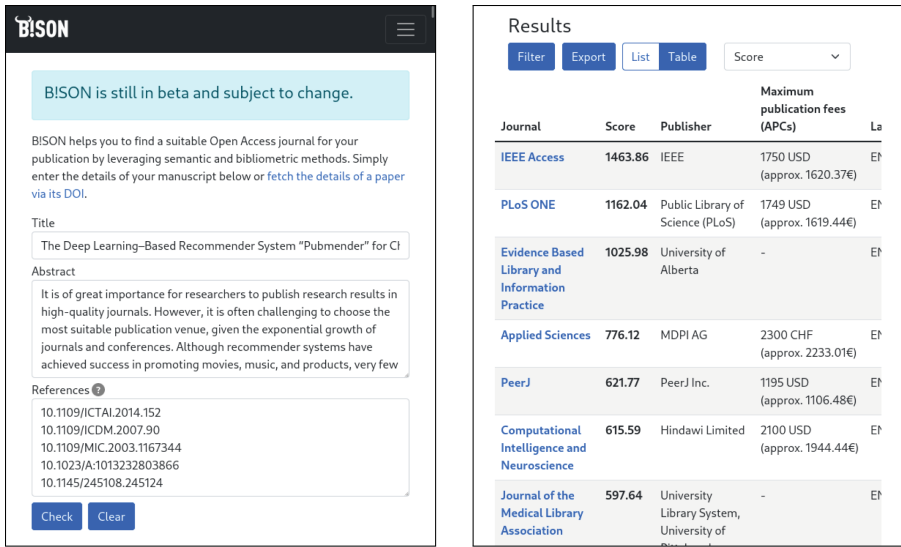 B!SON
B!SON is still in beta and subject to change.
B!SON helps you to find a suitable Open Access journal for your
publication by leveraging semantic and bibliometric methods. Simply
enter the details of your manuscript below or fetch the details of a paper
via its DOI.
Title
The Deep Learning–Based Recommender System “Pubmender” for Ch
Abstract
It is of great importance for researchers to publish research results in
high-quality journals. However, it is often challenging to choose the
most suitable publication venue, given the exponential growth of
journals and conferences. Although recommender systems have
achieved success in promoting movies, music, and products, very few
References ?
10.1109/ICTAI.2014.152
10.1109/ICDM.2007.90
10.1109/MIC.2003.1167344
10.1023/A:1013232803866
10.1145/245108.245124
Check Clear
Results
Filter Export List Table Score
Maximum
publication fees
Journal Score Publisher (APCs) La
IEEE Access 1463.86 IEEE 1750 USD EN
(approx. 1620.37€)
PLoS ONE 1162.04 Public Library of 1749 USD EN
Science (PLoS) (approx. 1619.44€)
Evidence Based 1025.98 University of - EN
Library and Alberta
Information
Practice
Applied Sciences 776.12 MDPI AG 2300 CHF EN
(approx. 2233.01€)
PeerJ 621.77 PeerJ Inc. 1195 USD EN
(approx. 1106.48€)
Computational 615.59 Hindawi Limited 2100 USD EN
Intelligence and (approx. 1944.44€)
Neuroscience
Journal of the 597.64 University - EN
Medical Library Library System,
Association University of